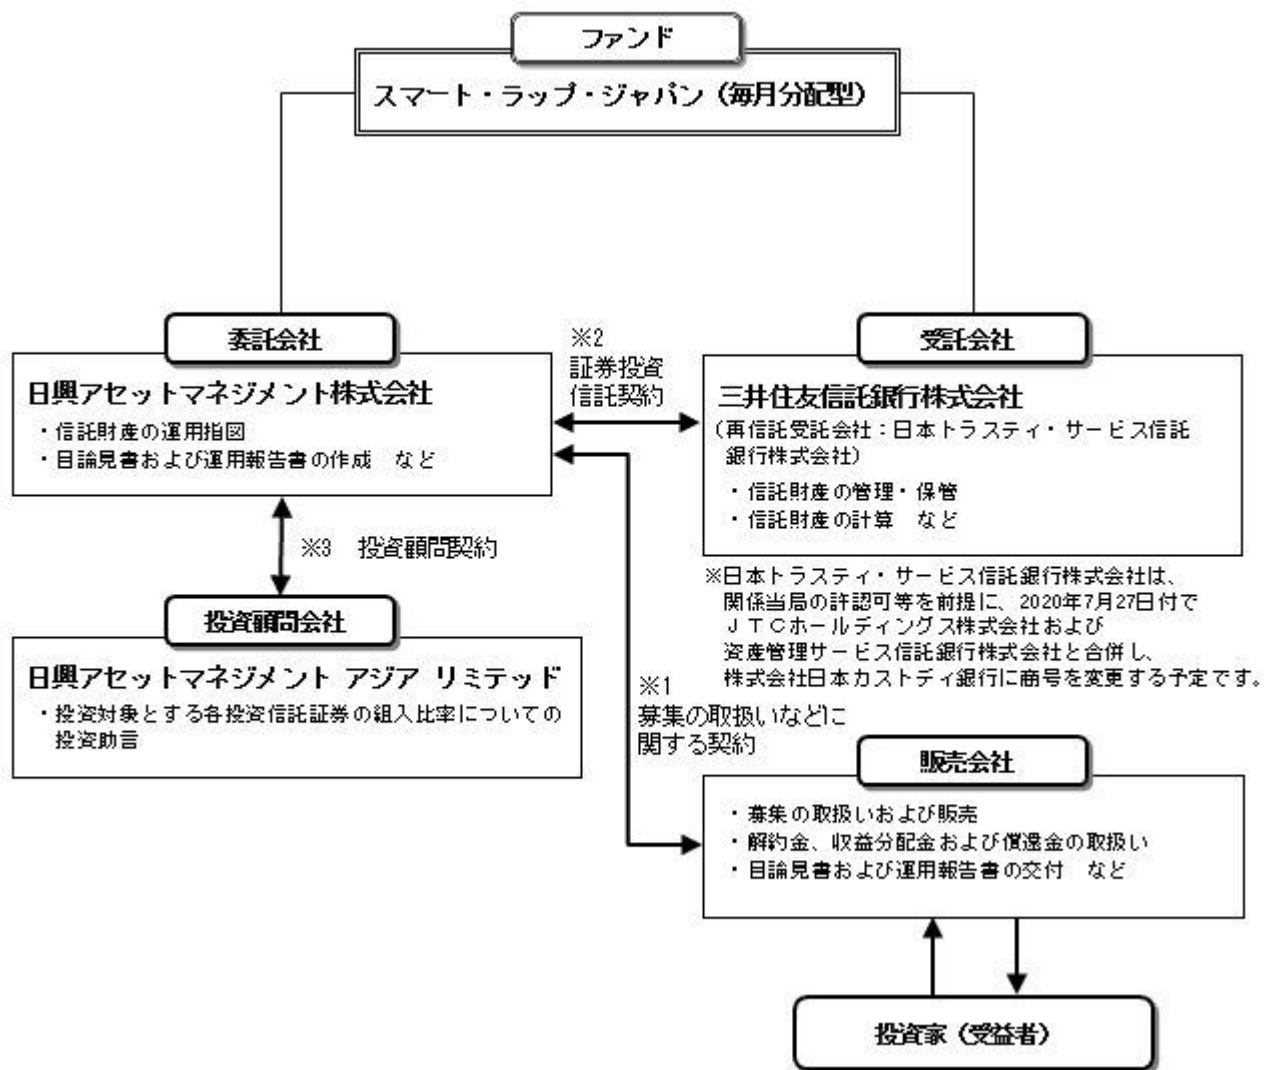 ファンド
スマート・ラップ・ジャパン（毎月分配型）
委託会社
日興アセットマネジメント株式会社
・信託財産の運用指図
・目論見書および運用報告書の作成　など
※2
証券投資
信託契約
受託会社
三井住友信託銀行株式会社
（再信託受託会社：日本トラスティ・サービス信託
銀行株式会社）
・信託財産の管理・保管
・信託財産の計算　など
※日本トラスティ・サービス信託銀行株式会社は、
関係当局の許認可等を前提に、2020年7月27日付で
ＪＴＣホールディングス株式会社および
資産管理サービス信託銀行株式会社と合併し、
株式会社日本カストディ銀行に商号を変更する予定です。
※3　投資顧問契約
投資顧問会社
日興アセットマネジメント アジア リミテッド
・投資対象とする各投資信託証券の組入比率についての
投資助言
※1
募集の取扱いなどに
関する契約
販売会社
・募集の取扱いおよび販売
・解約金、収益分配金および償還金の取扱い
・目論見書および運用報告書の交付　など
投資家（受益者）